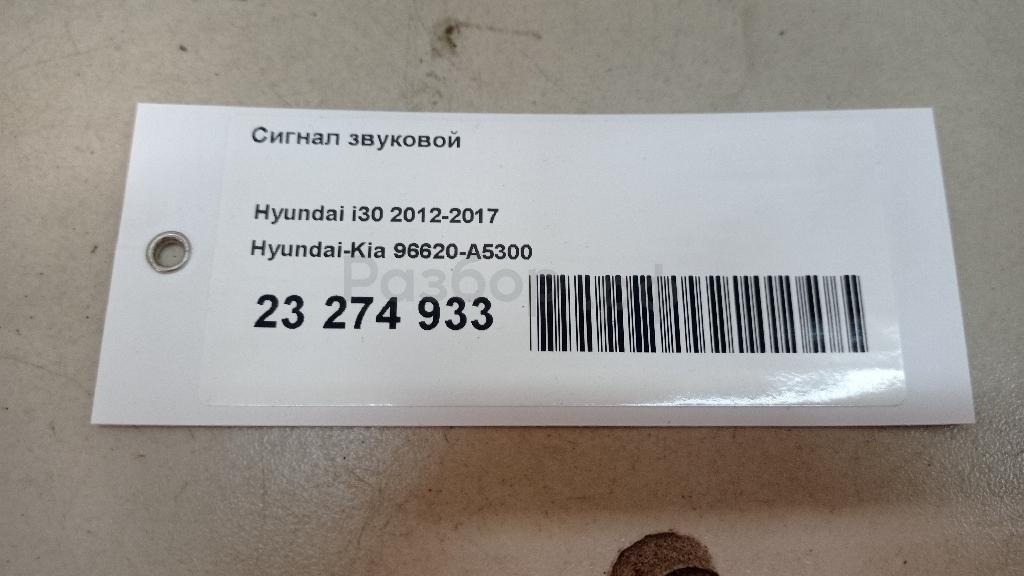 Сигнал звуковой
Hyundai i30 2012-2017
Hyundai-Kia 96620-A5300
23 274 933